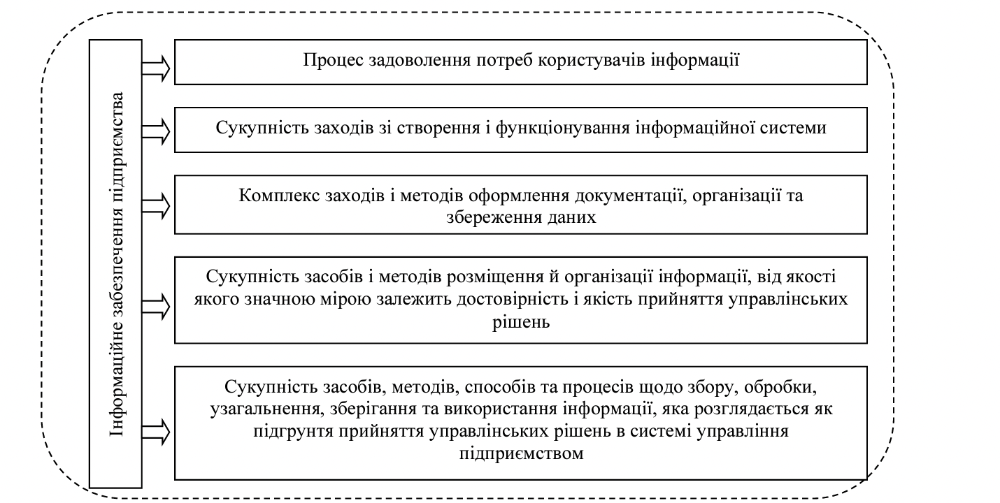 Інформаційне забезпечення підприємства
Процес задоволення потреб користувачів інформації
Сукупність заходів зі створення і функціонування інформаційної системи
Комплекс заходів і методів оформлення документації, організації та
збереження даних
Сукупність засобів і методів розміщення й організації інформації, від якості
якого значною мірою залежить достовірність і якість прийняття управлінських
рішень
Сукупність засобів, методів, способів та процесів щодо збору, обробки,
узагальнення, зберігання та використання інформації, яка розглядається як
підгрунтя прийняття управлінських рішень в системі управління
підприємством